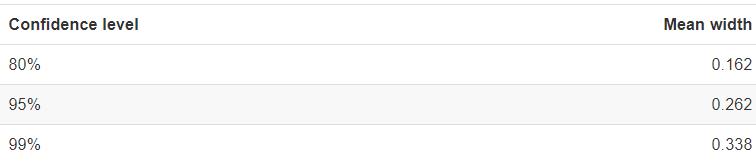 Confidence level Mean width
80% 0.162
95% 0.262
99% 0.338